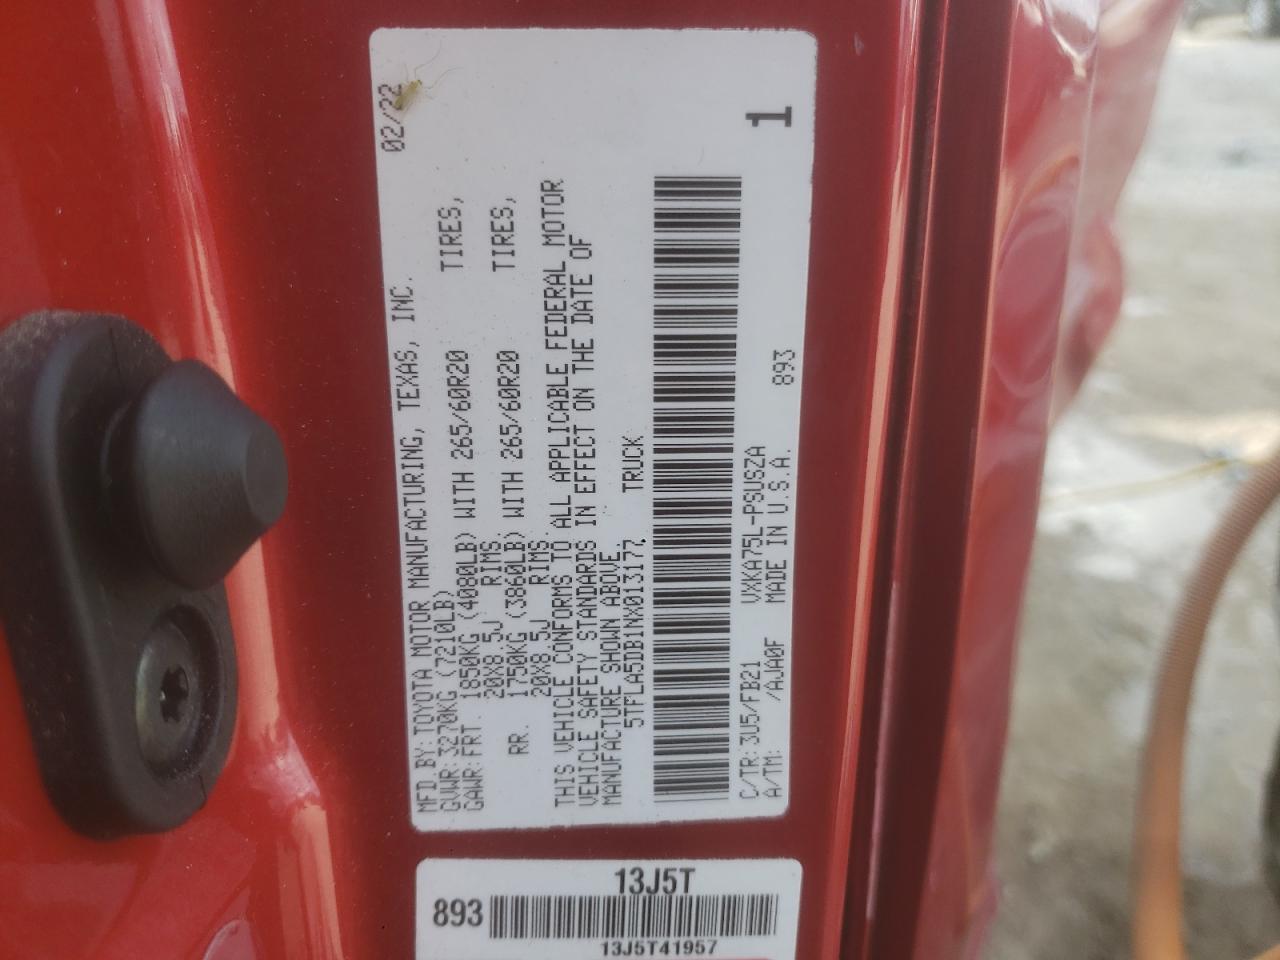 MFD.BY:TOYOTA MOTOR MANUFACTURING, TEXAS, INC. 02/22
GVWR:3270KG (7210LB)
GAWR:FRT. 1850KG (4080LB) WITH 265/60R20 TIRES,
20X8.5J RIMS.
RR. 1750KG (3860LB) WITH 265/60R20 TIRES,
20X8.5J RIMS.
THIS VEHICLE CONFORMS TO ALL APPLICABLE FEDERAL MOTOR
VEHICLE SAFETY STANDARDS IN EFFECT ON THE DATE OF
MANUFACTURE SHOWN ABOVE.
5TFLA5DB1NX013177 TRUCK
1
C/TR:3U5/FB21 VXKA75L-PSUSZA 893
A/TM: /AJA0F MADE IN U.S.A.
13J5T
893
13J5T41957